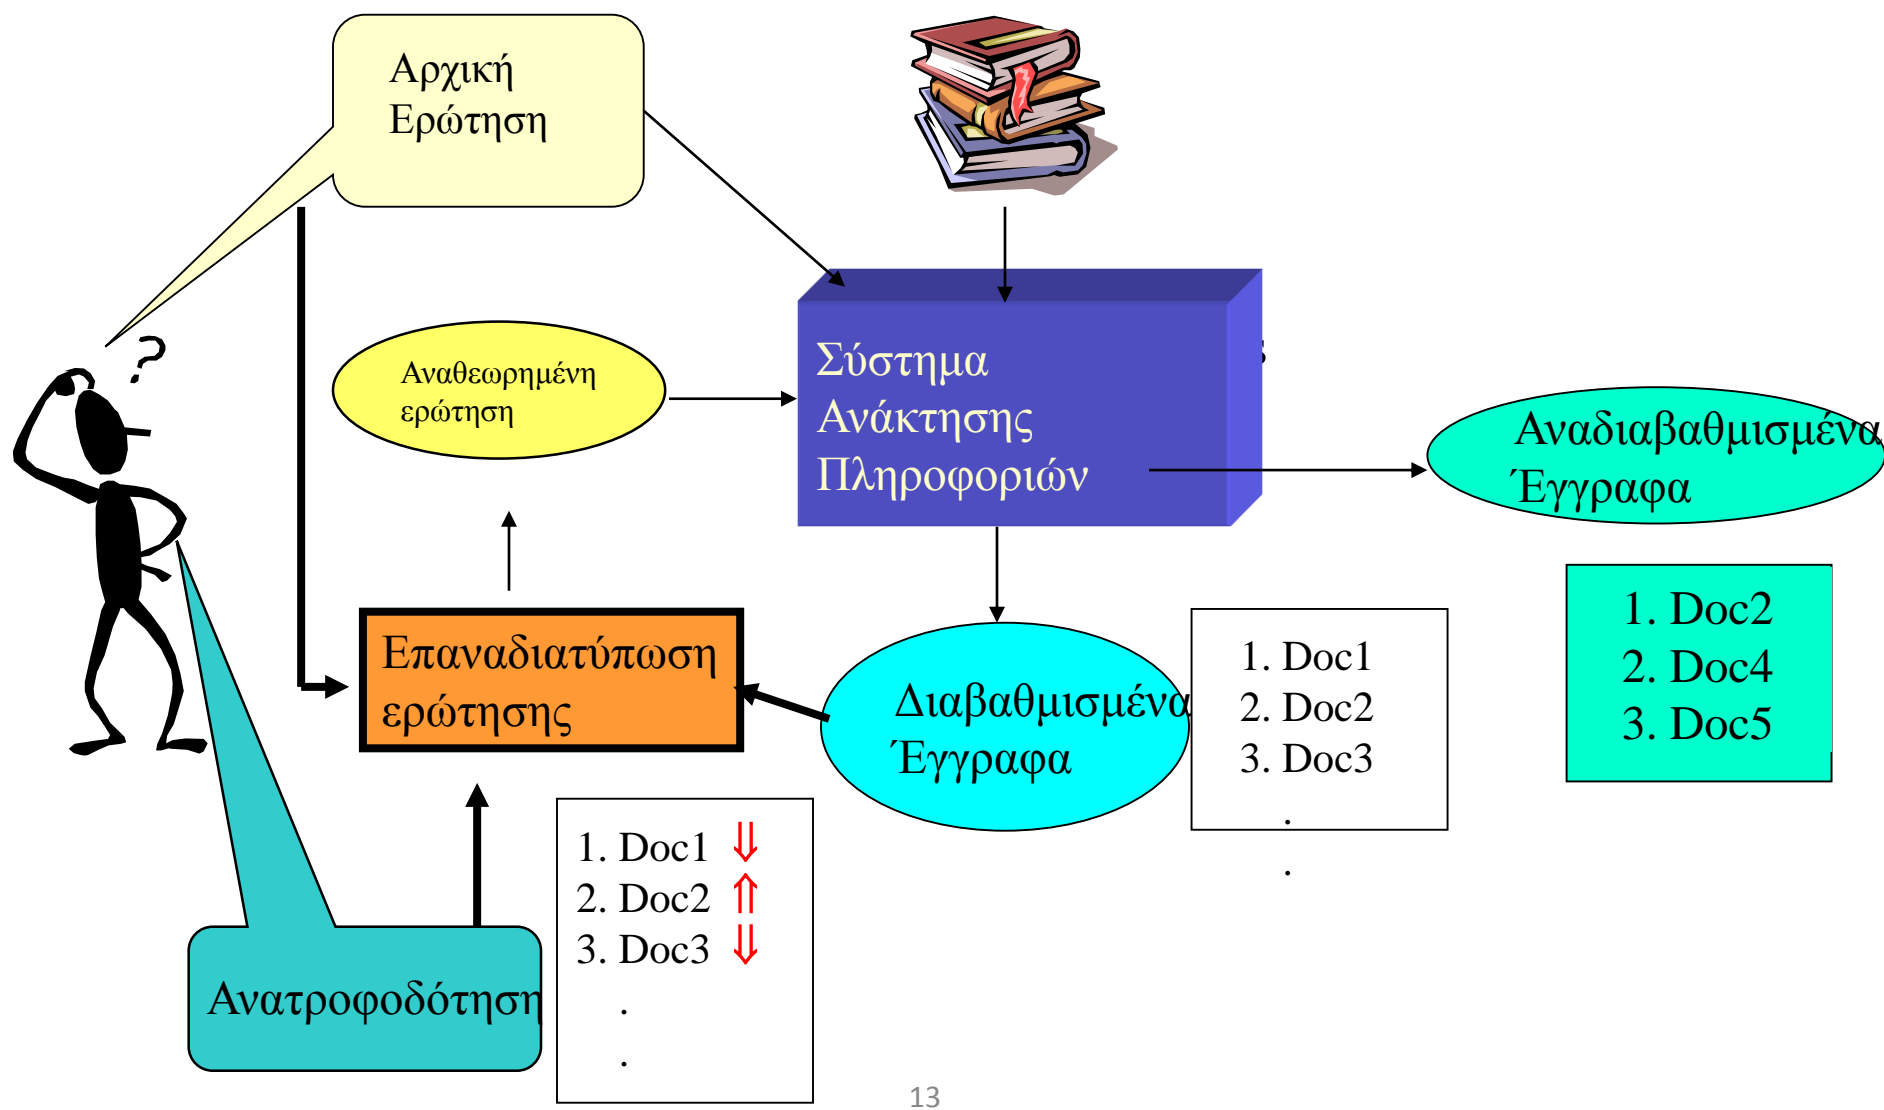 Αρχική
Ερώτηση
Αναθεωρημένη
ερώτηση
Σύστημα
Ανάκτησης
Πληροφοριών
Αναδιαβαθμισμένα
Έγγραφα
1. Doc2
2. Doc4
3. Doc5
Επαναδιατύπωση
ερώτησης
Διαβαθμισμένα
Έγγραφα
1. Doc1
2. Doc2
3. Doc3
.
.
1. Doc1 ⇓
2. Doc2 ⇑
3. Doc3 ⇓
.
.
Ανατροφοδότηση
13